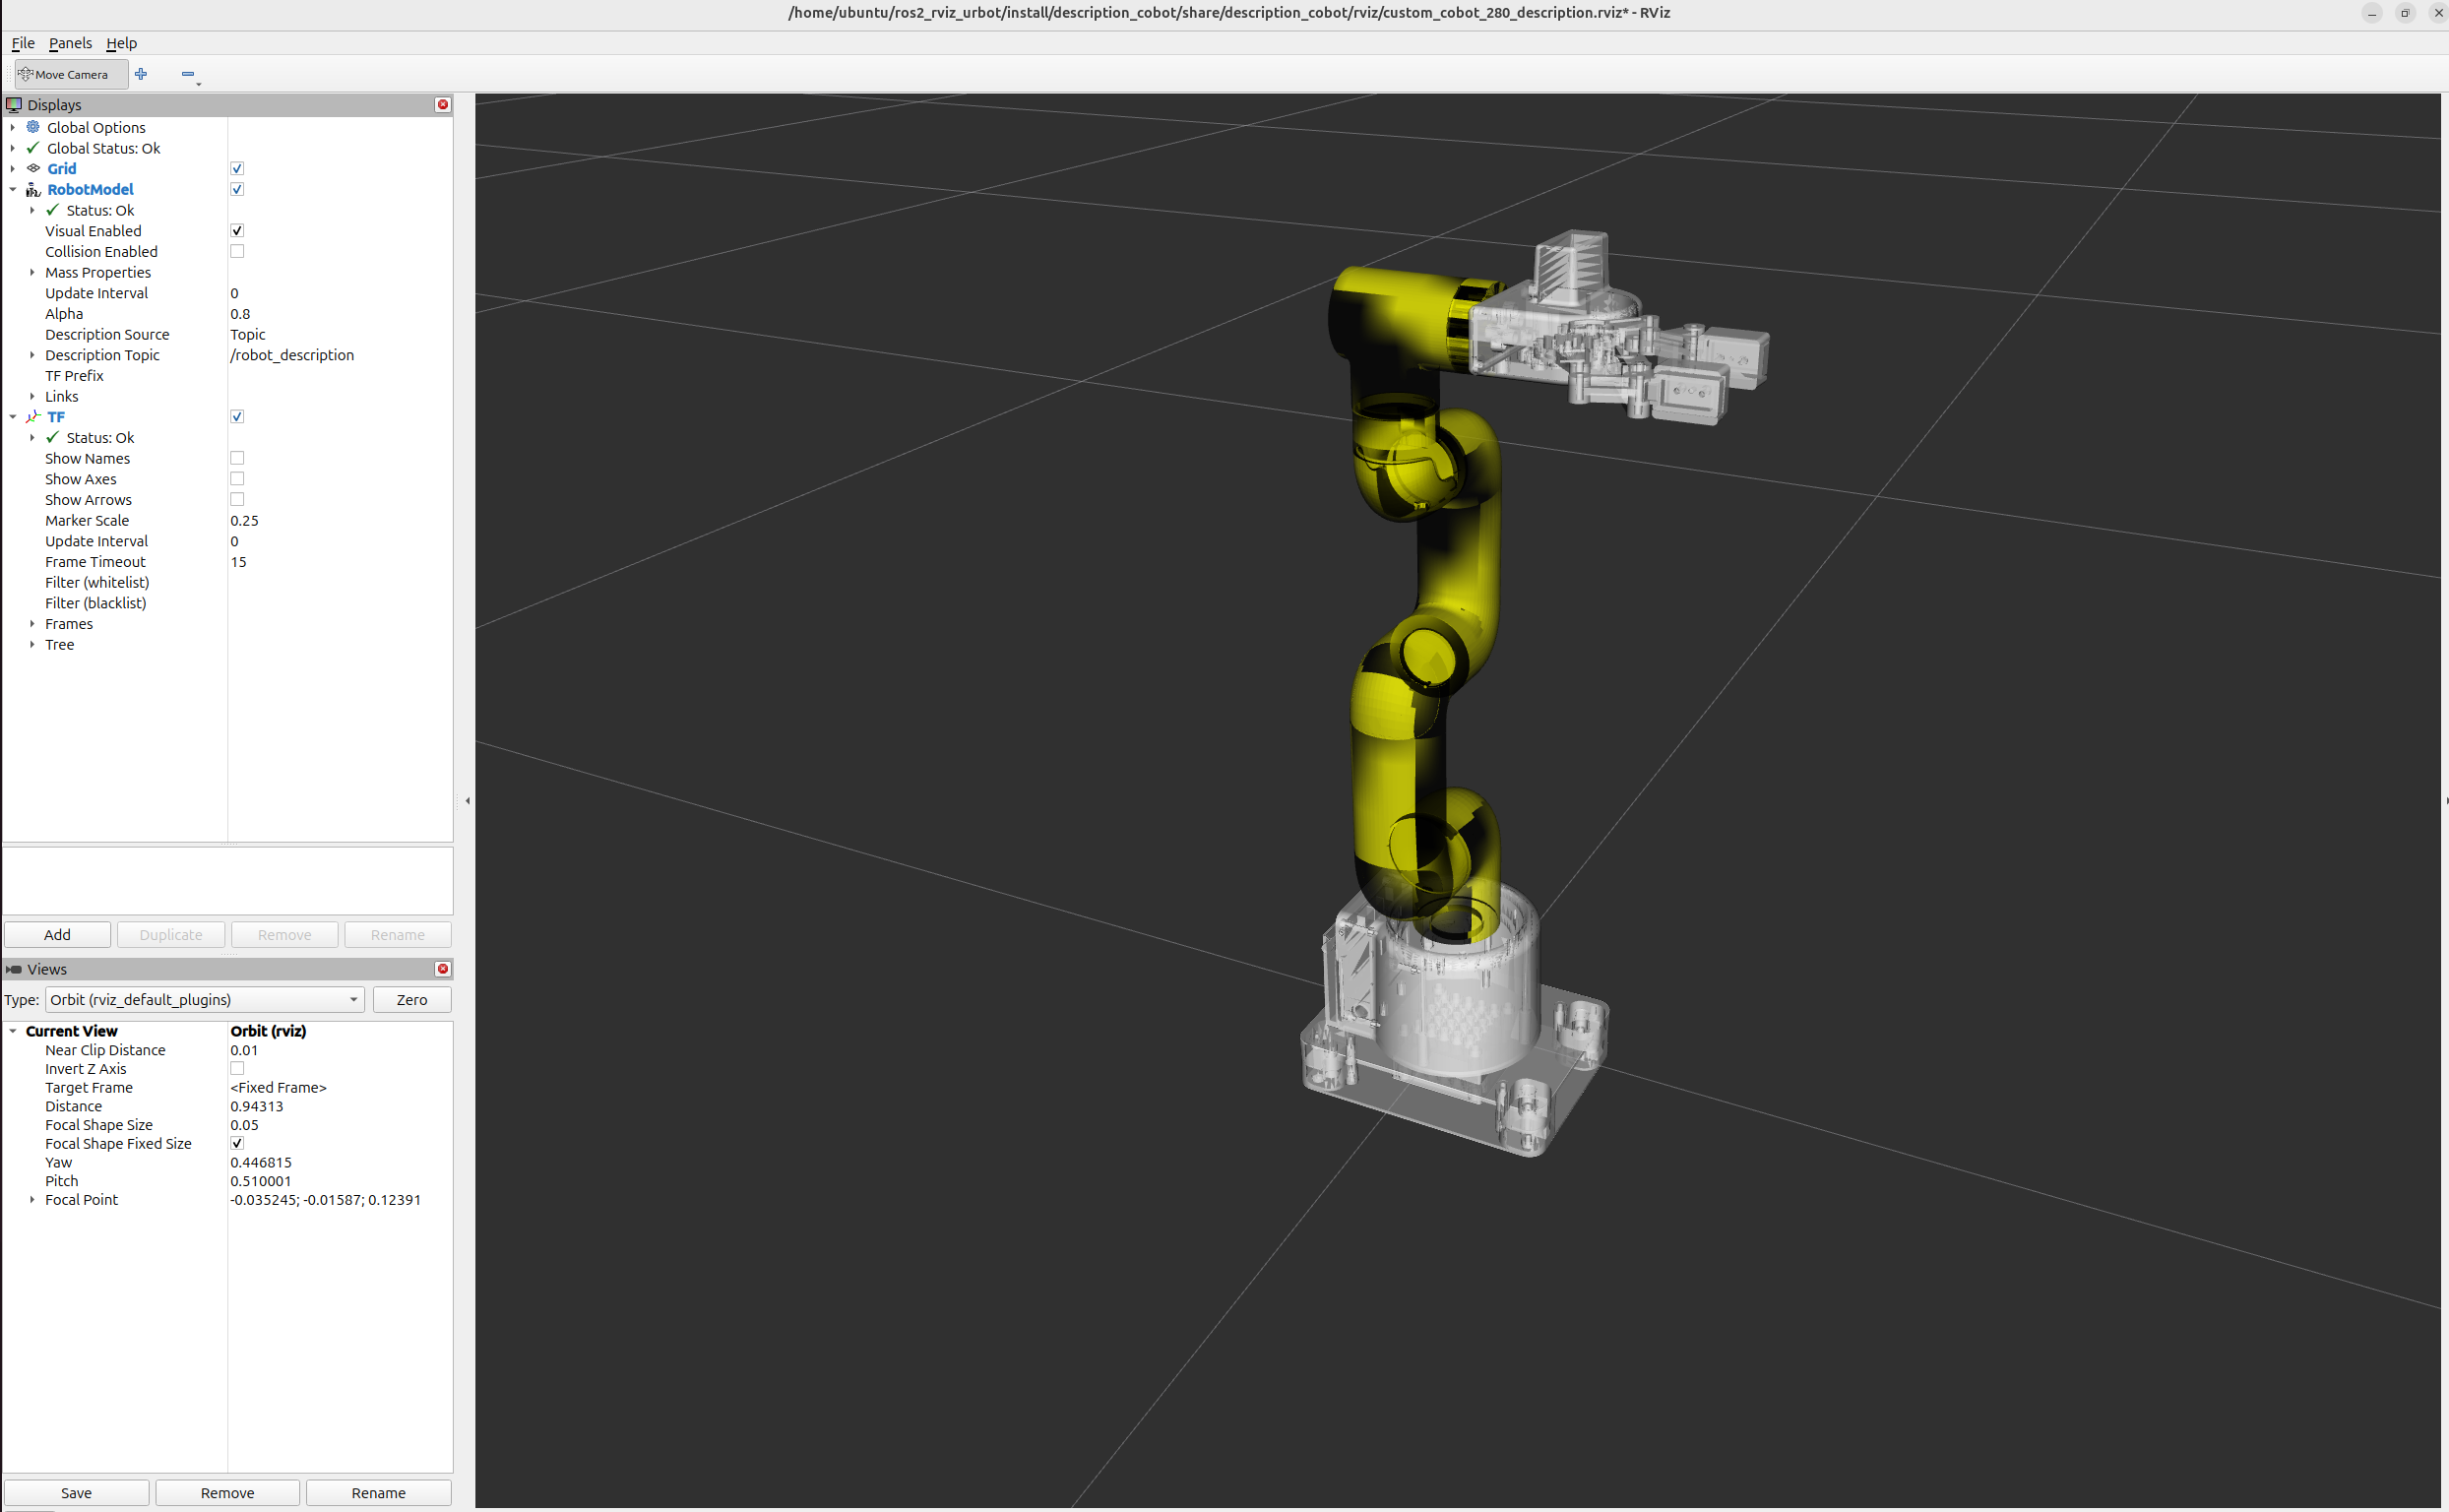 /home/ubuntu/ros2_rviz_urbot/install/description_cobot/share/description_cobot/rviz/custom_cobot_280_description.rviz* - RViz
File Panels Help
Move Camera
Displays
Global Options
Global Status: Ok
Grid
RobotModel
Status: Ok
Visual Enabled
Collision Enabled
Mass Properties
Update Interval 0
Alpha 0.8
Description Source Topic
Description Topic /robot_description
TF Prefix
Links
TF
Status: Ok
Show Names
Show Axes
Show Arrows
Marker Scale 0.25
Update Interval 0
Frame Timeout 15
Filter (whitelist)
Filter (blacklist)
Frames
Tree
Add Duplicate Remove Rename
Views
Type: Orbit (rviz_default_plugins) Zero
Current View Orbit (rviz)
Near Clip Distance 0.01
Invert Z Axis
Target Frame <Fixed Frame>
Distance 0.94313
Focal Shape Size 0.05
Focal Shape Fixed Size
Yaw 0.446815
Pitch 0.510001
Focal Point -0.035245; -0.01587; 0.12391
Save Remove Rename